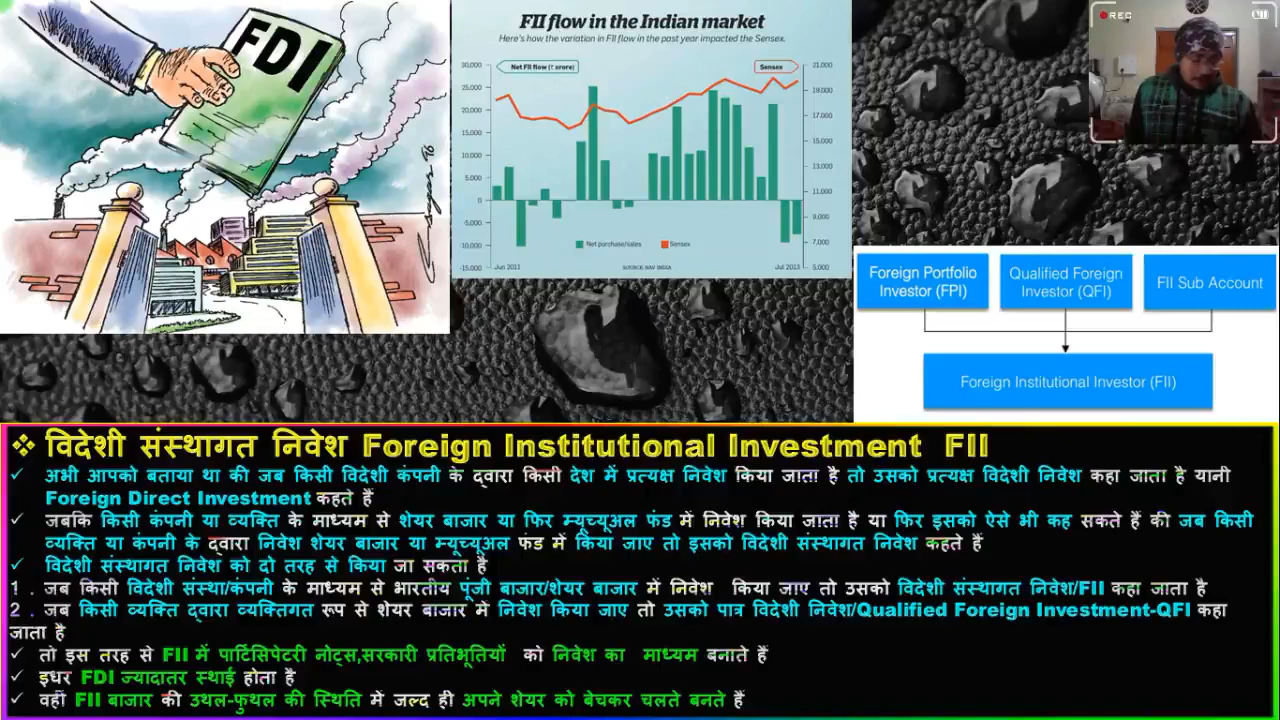 FDI
FII flow in the Indian market
Here's how the variation in FII flow in the past year impacted the Sensex.
Net FII flow (₹ crore)
Sensex
30,000
25,000
20,000
15,000
10,000
5,000
0
-5,000
-10,000
-15,000
21,000
19,000
17,000
15,000
13,000
11,000
9,000
7,000
5,000
Net purchase/sales
Sensex
Jun 2011
Jul 2013
REC
Foreign Portfolio
Investor (FPI)
Qualified Foreign
Investor (QFI)
FII Sub Account
Foreign Institutional Investor (FII)
❖ विदेशी संस्थागत निवेश Foreign Institutional Investment FII
✓ अभी आपको बताया था की जब किसी विदेशी कंपनी के द्वारा किसी देश में प्रत्यक्ष निवेश किया जाता है तो उसको प्रत्यक्ष विदेशी निवेश कहा जाता है यानी
Foreign Direct Investment कहते हैं
✓ जबकि किसी कंपनी या व्यक्ति के माध्यम से शेयर बाजार या फिर म्यूच्यूअल फंड में निवेश किया जाता है या फिर इसको ऐसे भी कह सकते हैं की जब किसी
व्यक्ति या कंपनी के द्वारा निवेश शेयर बाजार या म्यूच्यूअल फंड में किया जाए तो इसको विदेशी संस्थागत निवेश कहते हैं
✓ विदेशी संस्थागत निवेश को दो तरह से किया जा सकता है
1 . जब किसी विदेशी संस्था/कंपनी के माध्यम से भारतीय पूंजी बाजार/शेयर बाजार में निवेश किया जाए तो उसको विदेशी संस्थागत निवेश/FII कहा जाता है
2 . जब किसी व्यक्ति द्वारा व्यक्तिगत रूप से शेयर बाजार में निवेश किया जाए तो उसको पात्र विदेशी निवेश/Qualified Foreign Investment-QFI कहा
जाता है
✓ तो इस तरह से FII में पार्टिसिपेटरी नोट्स,सरकारी प्रतिभूतियों को निवेश का माध्यम बनाते हैं
✓ इधर FDI ज्यादातर स्थाई होता है
✓ वहीं FII बाजार की उथल-फुथल की स्थिति में जल्द ही अपने शेयर को बेचकर चलते बनते हैं